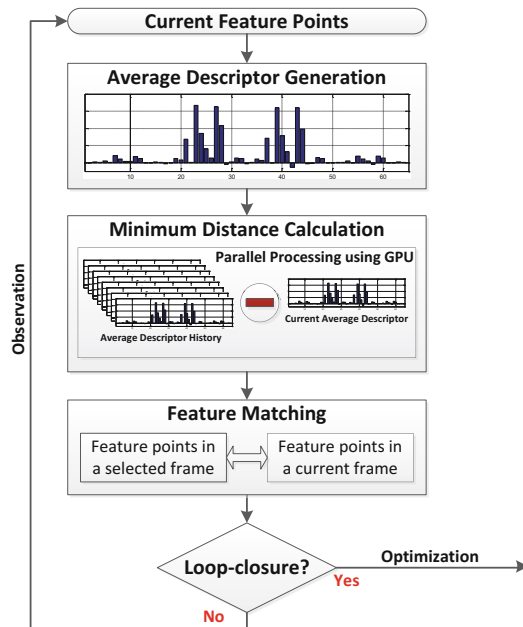 Current Feature Points
Average Descriptor Generation
10 20 30 40 50 60
Minimum Distance Calculation
Parallel Processing using GPU
Average Descriptor History
Current Average Descriptor
Feature Matching
Feature points in
a selected frame
Feature points in
a current frame
Loop-closure?
Optimization
Yes
No
Observation